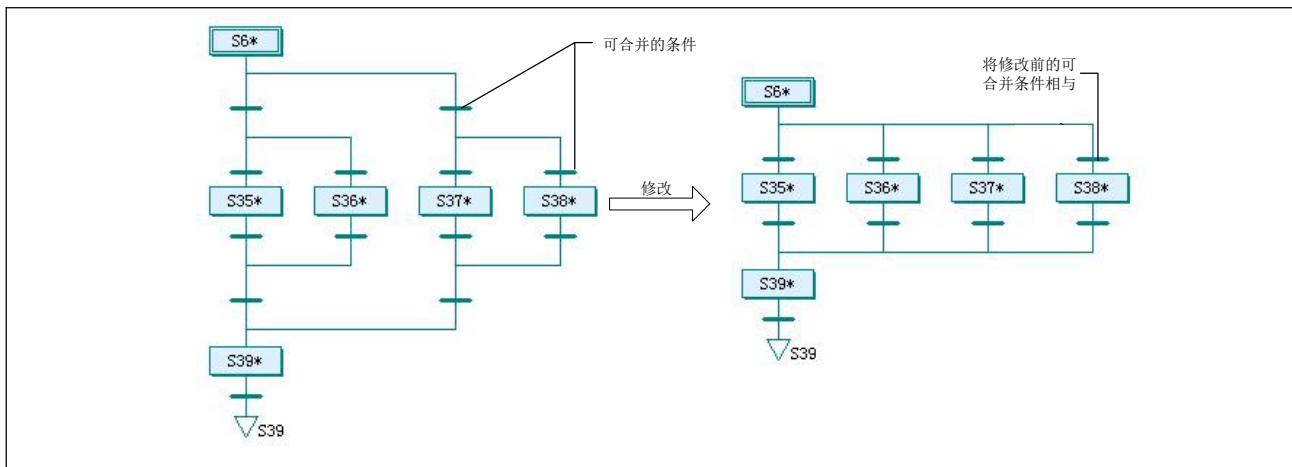 S6*
可合并的条件
S35*
S36*
S37*
S38*
S39*
S39
修改
将修改前的可
合并条件相与
S6*
S35*
S36*
S37*
S38*
S39*
S39